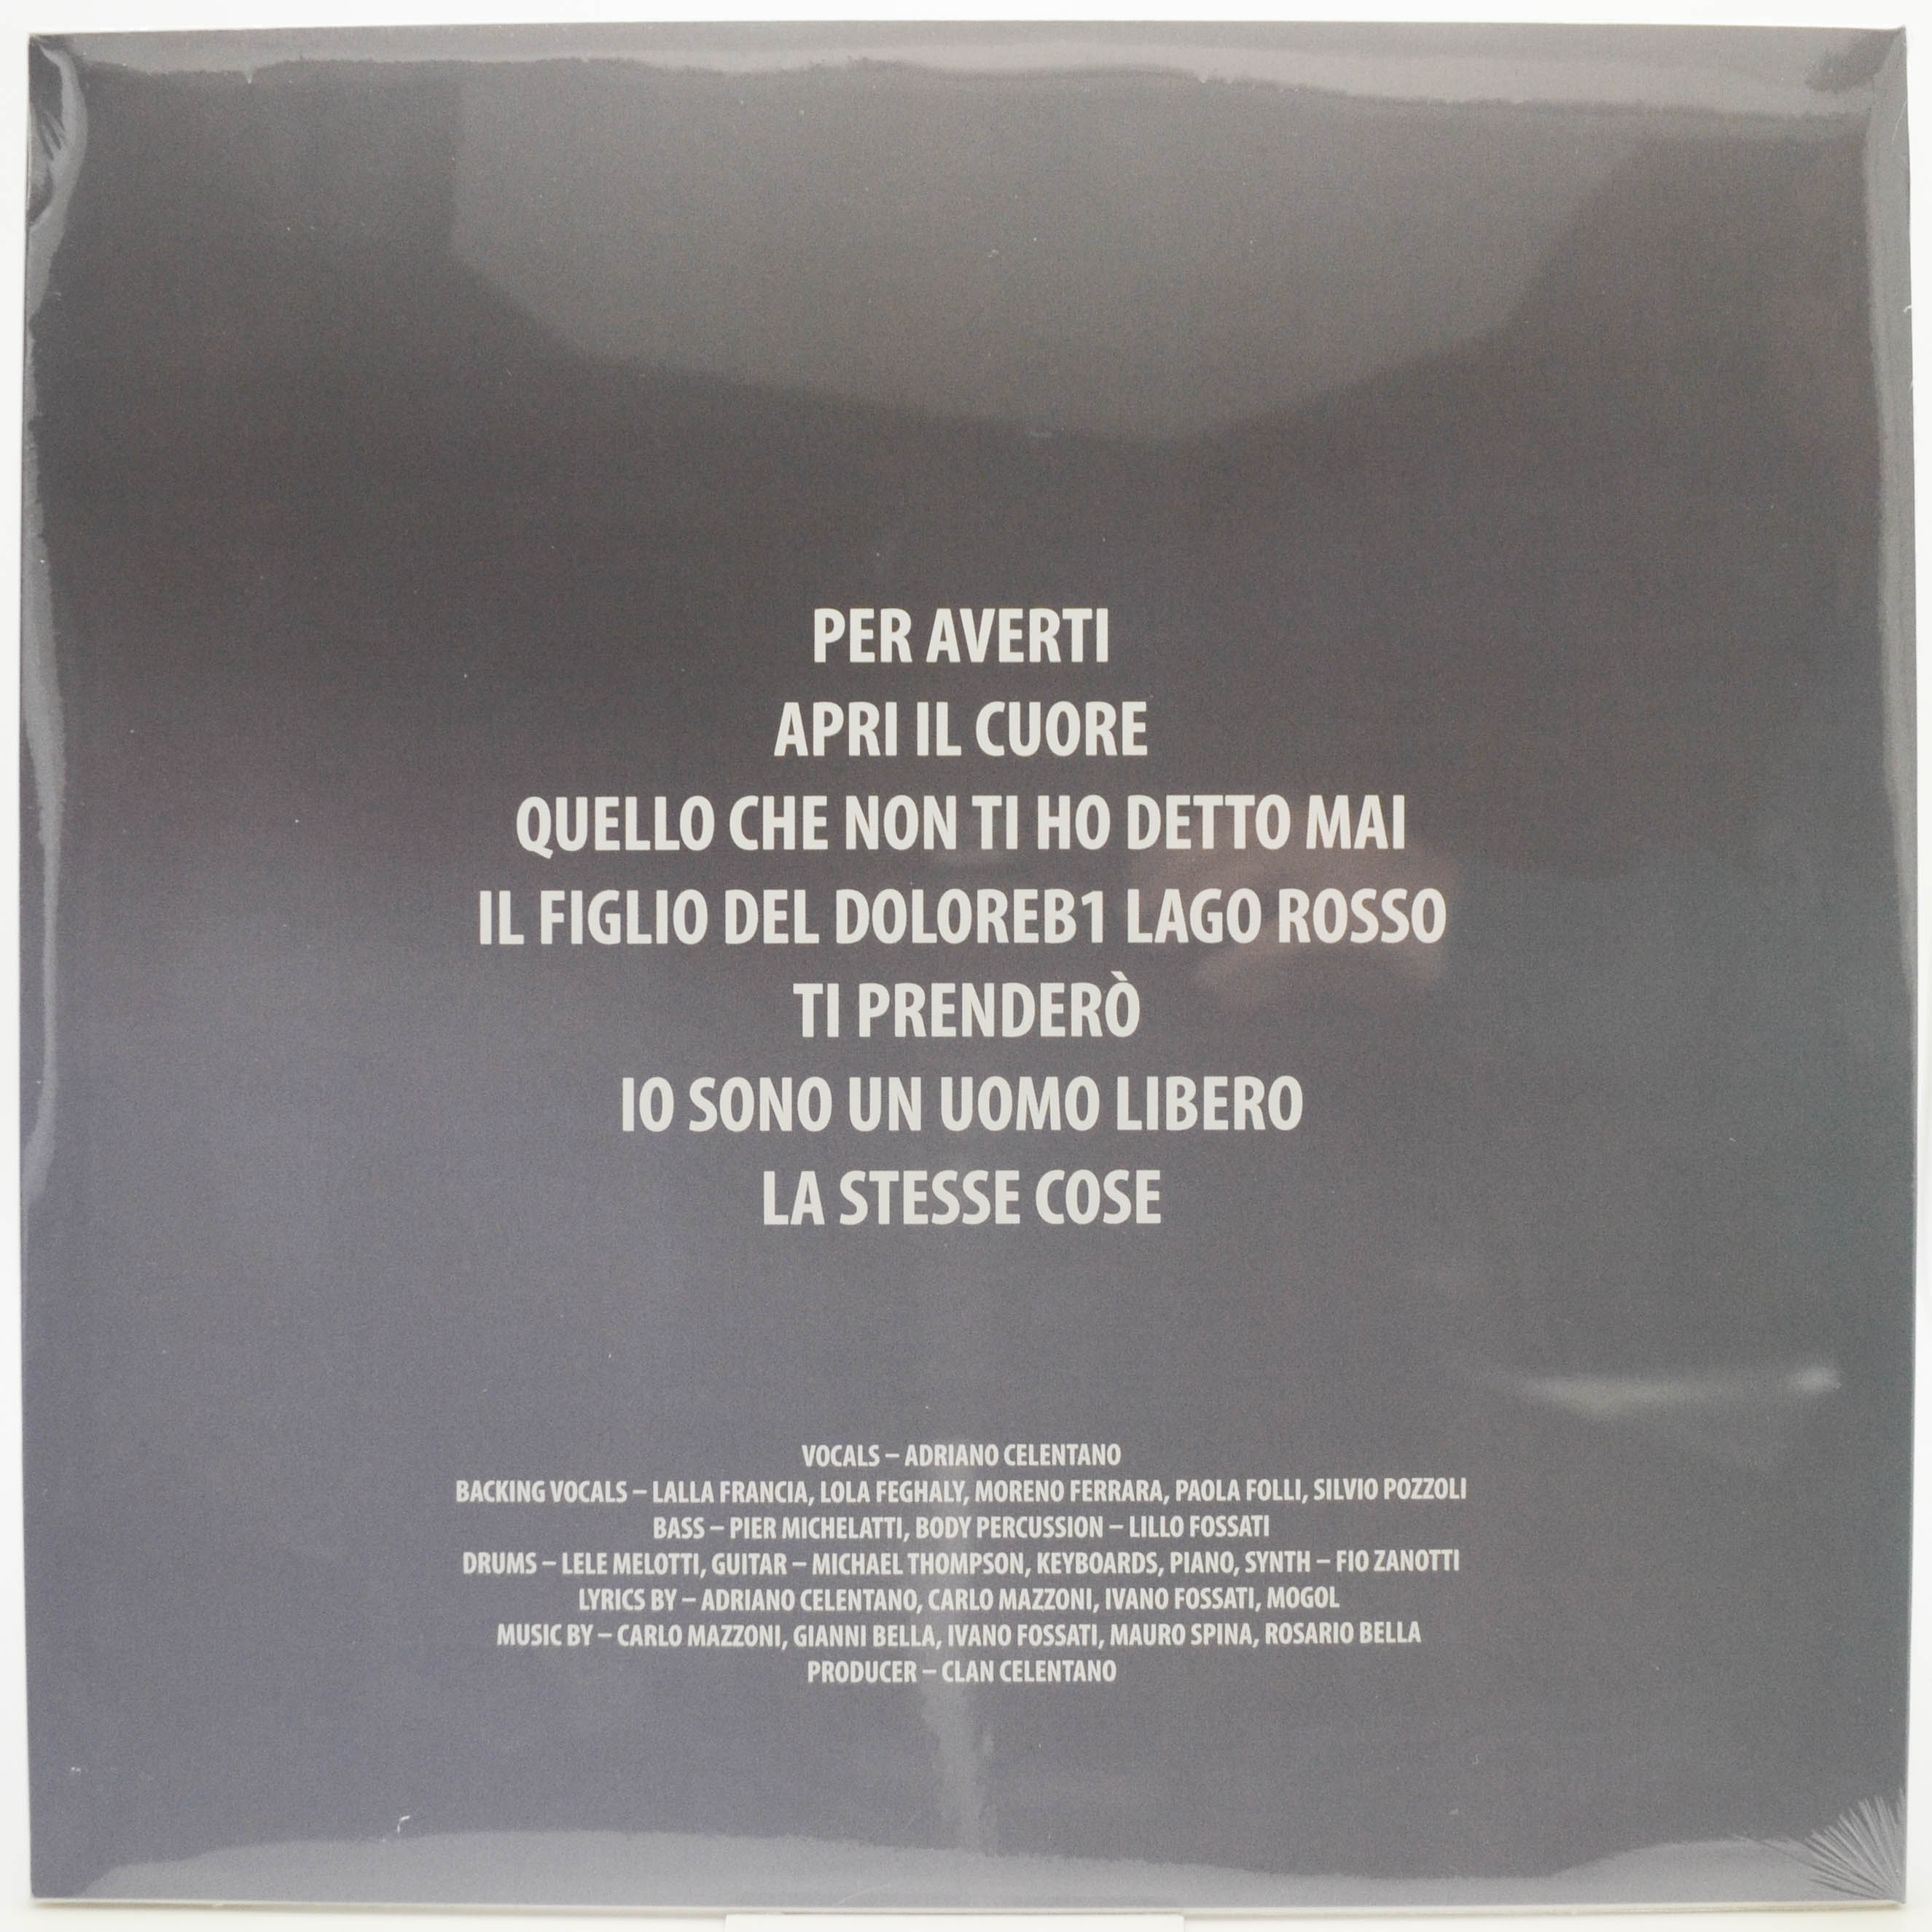 PER AVERTI
APRI IL CUORE
QUELLO CHE NON TI HO DETTO MAI
IL FIGLIO DEL DOLOREB1 LAGO ROSSO
TI PRENDERÒ
IO SONO UN UOMO LIBERO
LA STESSE COSE
VOCALS – ADRIANO CELENTANO
BACKING VOCALS – LALLA FRANCIA, LOLA FEGHALY, MORENO FERRARA, PAOLA FOLLI, SILVIO POZZOLI
BASS – PIER MICHELATTI, BODY PERCUSSION – LILLO FOSSATI
DRUMS – LELE MELOTTI, GUITAR – MICHAEL THOMPSON, KEYBOARDS, PIANO, SYNTH – FIO ZANOTTI
LYRICS BY – ADRIANO CELENTANO, CARLO MAZZONI, IVANO FOSSATI, MOGOL
MUSIC BY – CARLO MAZZONI, GIANNI BELLA, IVANO FOSSATI, MAURO SPINA, ROSARIO BELLA
PRODUCER – CLAN CELENTANO